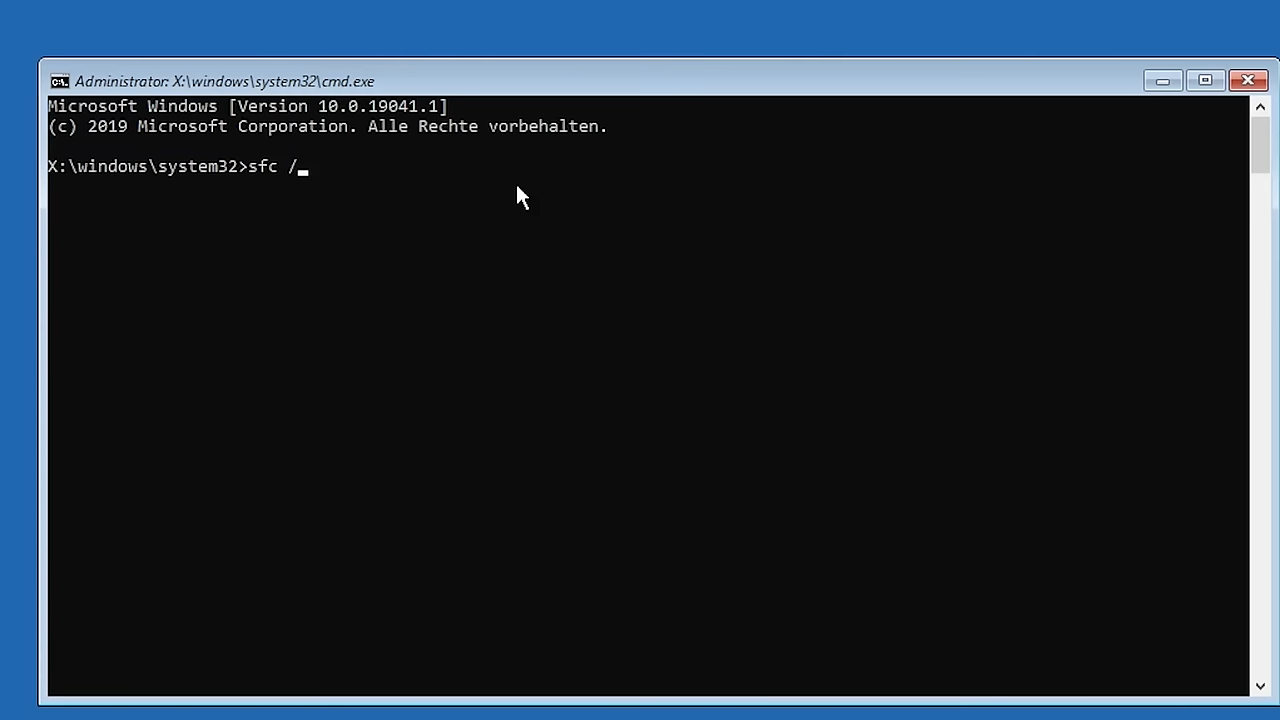 Administrator: X:\windows\system32\cmd.exe
Microsoft Windows [Version 10.0.19041.1]
(c) 2019 Microsoft Corporation. Alle Rechte vorbehalten.
X:\windows\system32>sfc /_